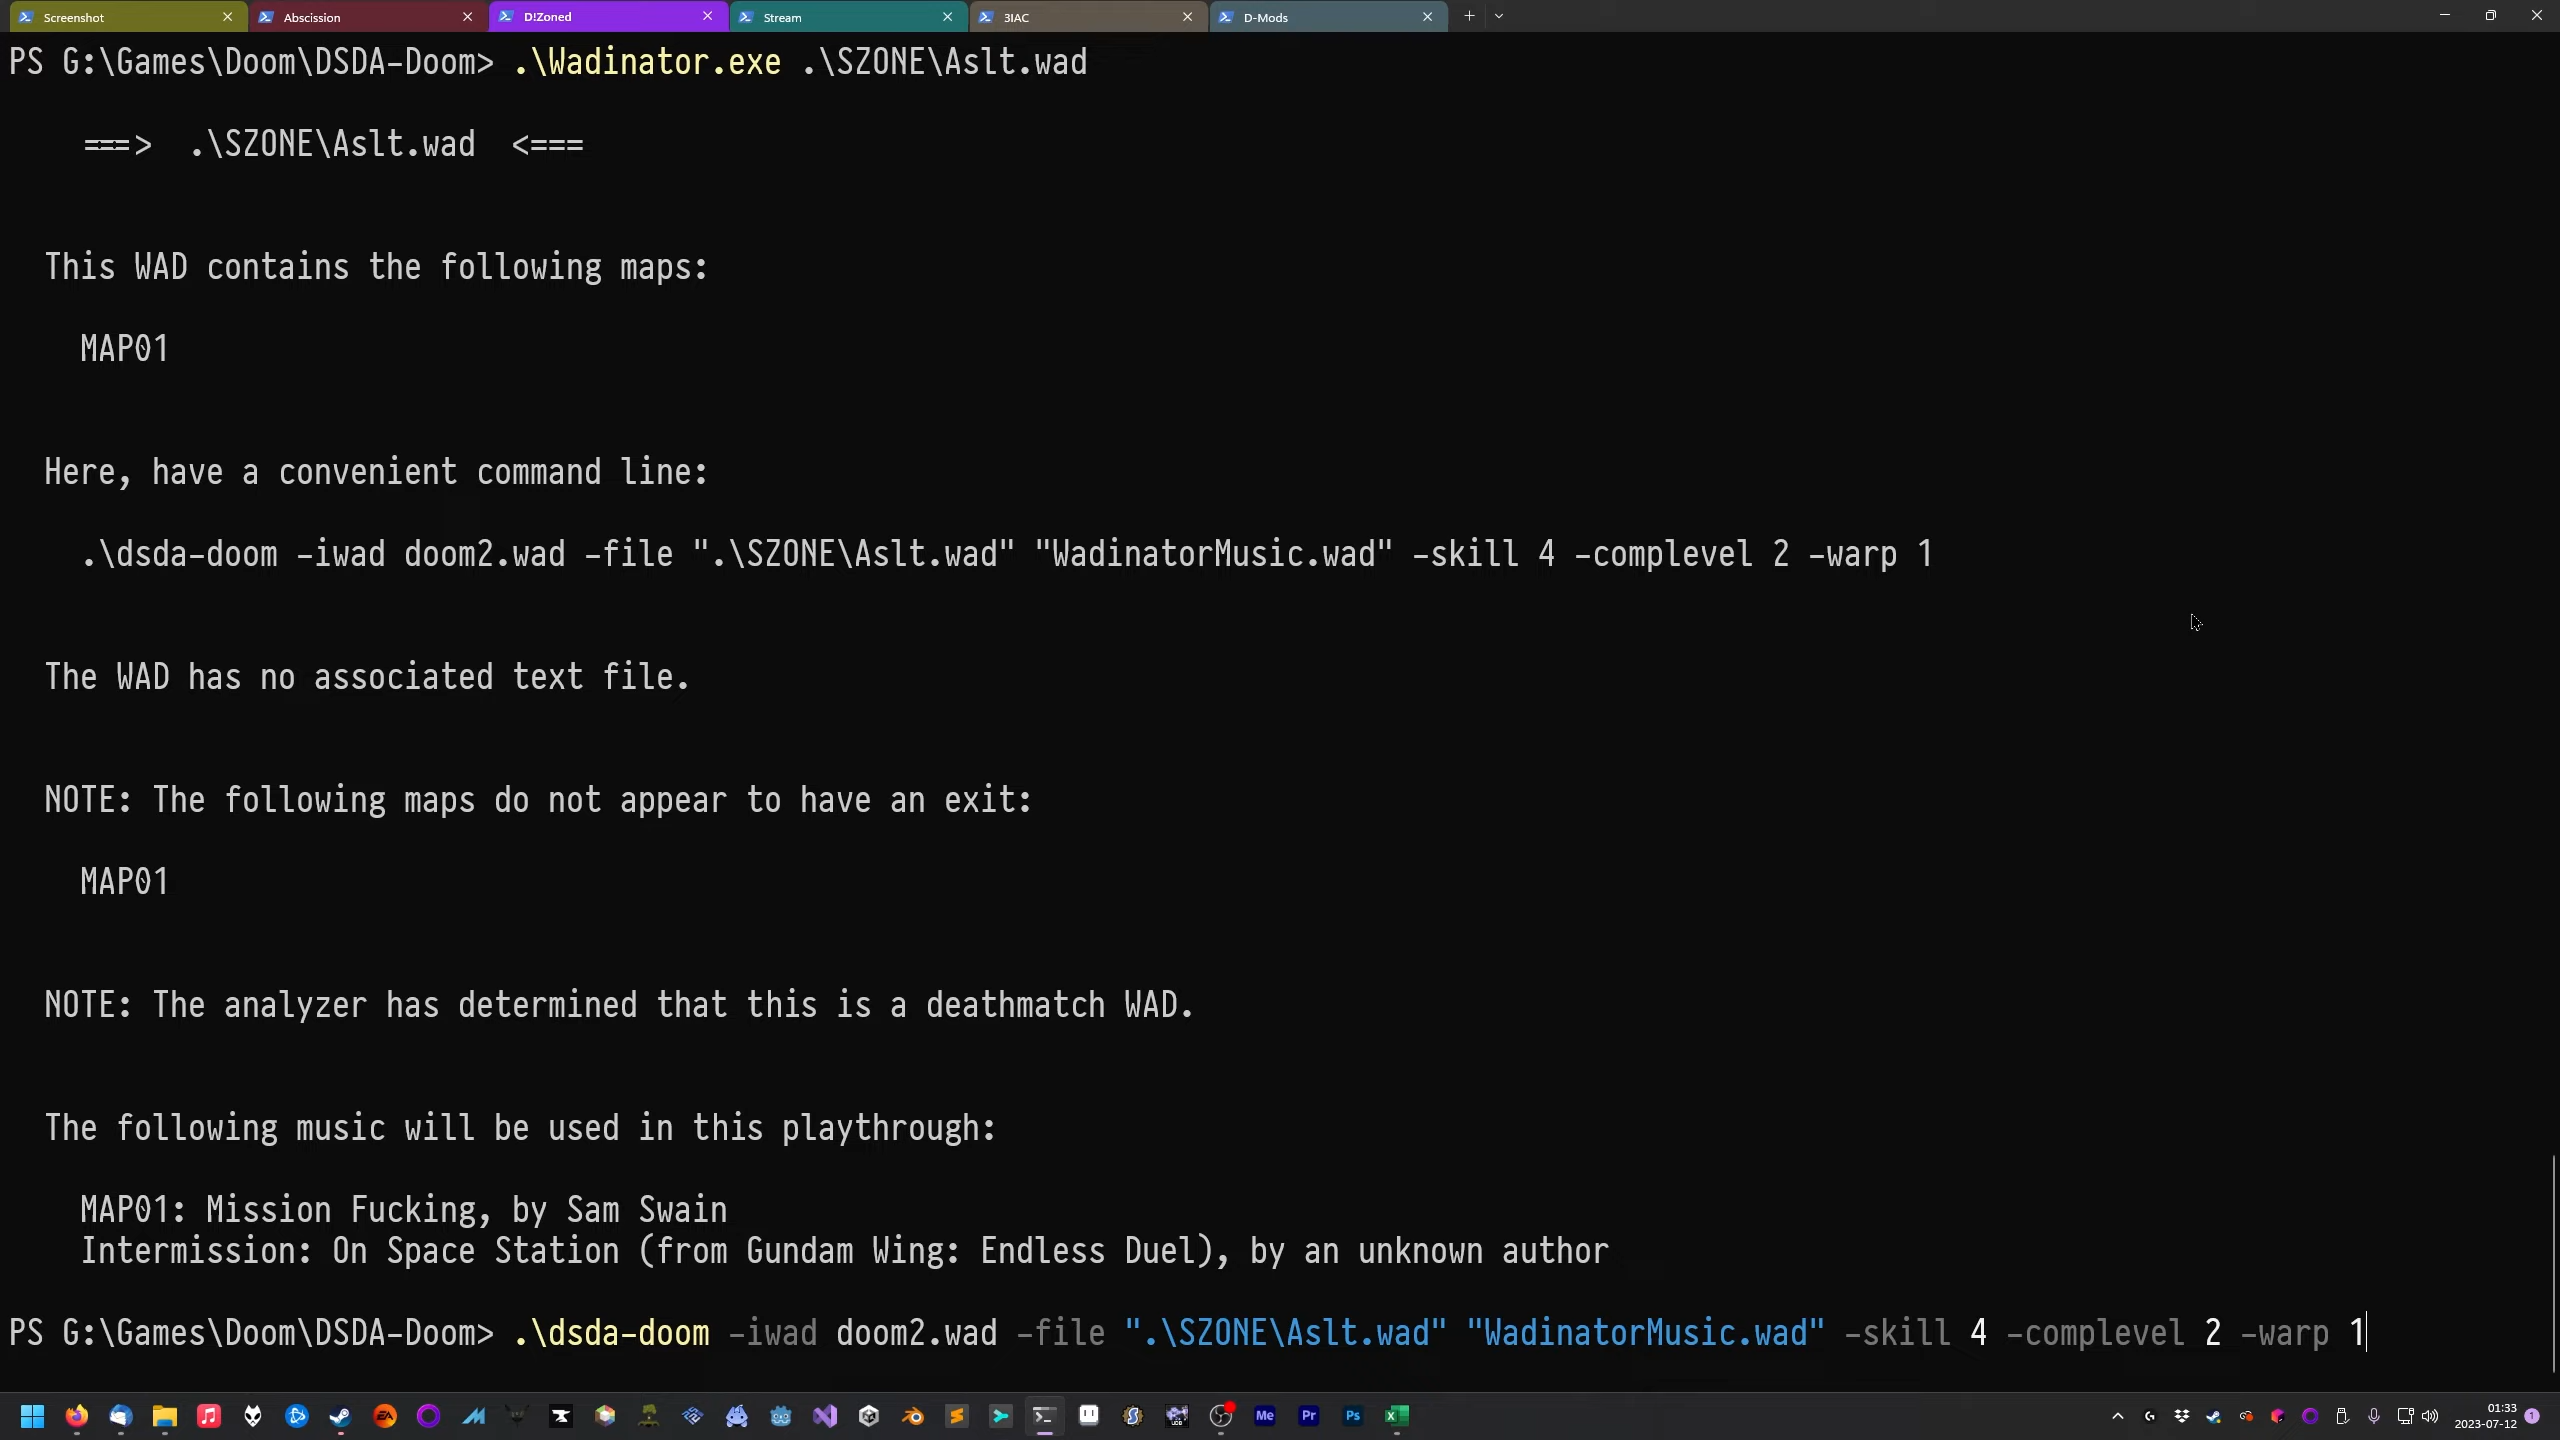 Screenshot
Abscission
D!Zoned
Stream
3IAC
D-Mods
PS G:\Games\Doom\DSDA-Doom> .\Wadinator.exe .\SZONE\Aslt.wad
===>  .\SZONE\Aslt.wad  <===
This WAD contains the following maps:
MAP01
Here, have a convenient command line:
.\dsda-doom -iwad doom2.wad -file ".\SZONE\Aslt.wad" "WadinatorMusic.wad" -skill 4 -complevel 2 -warp 1
The WAD has no associated text file.
NOTE: The following maps do not appear to have an exit:
MAP01
NOTE: The analyzer has determined that this is a deathmatch WAD.
The following music will be used in this playthrough:
MAP01: Mission Fucking, by Sam Swain
Intermission: On Space Station (from Gundam Wing: Endless Duel), by an unknown author
PS G:\Games\Doom\DSDA-Doom> .\dsda-doom -iwad doom2.wad -file ".\SZONE\Aslt.wad" "WadinatorMusic.wad" -skill 4 -complevel 2 -warp 1
EA
UCB
Me
Pr
Ps
01:33
2023-07-12
1